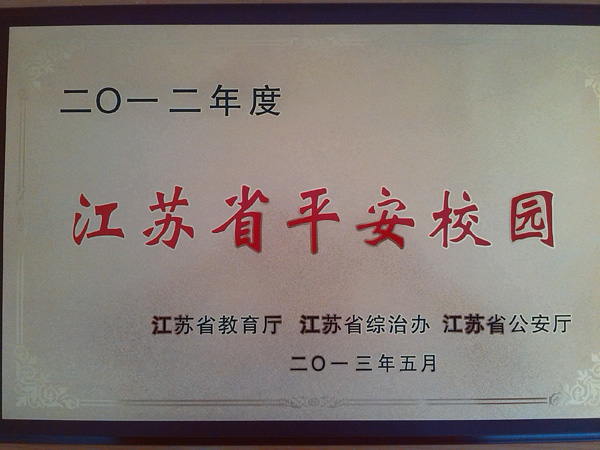 二〇一二年度
江苏省平安校园
江苏省教育厅 江苏省综治办 江苏省公安厅
二〇一三年五月